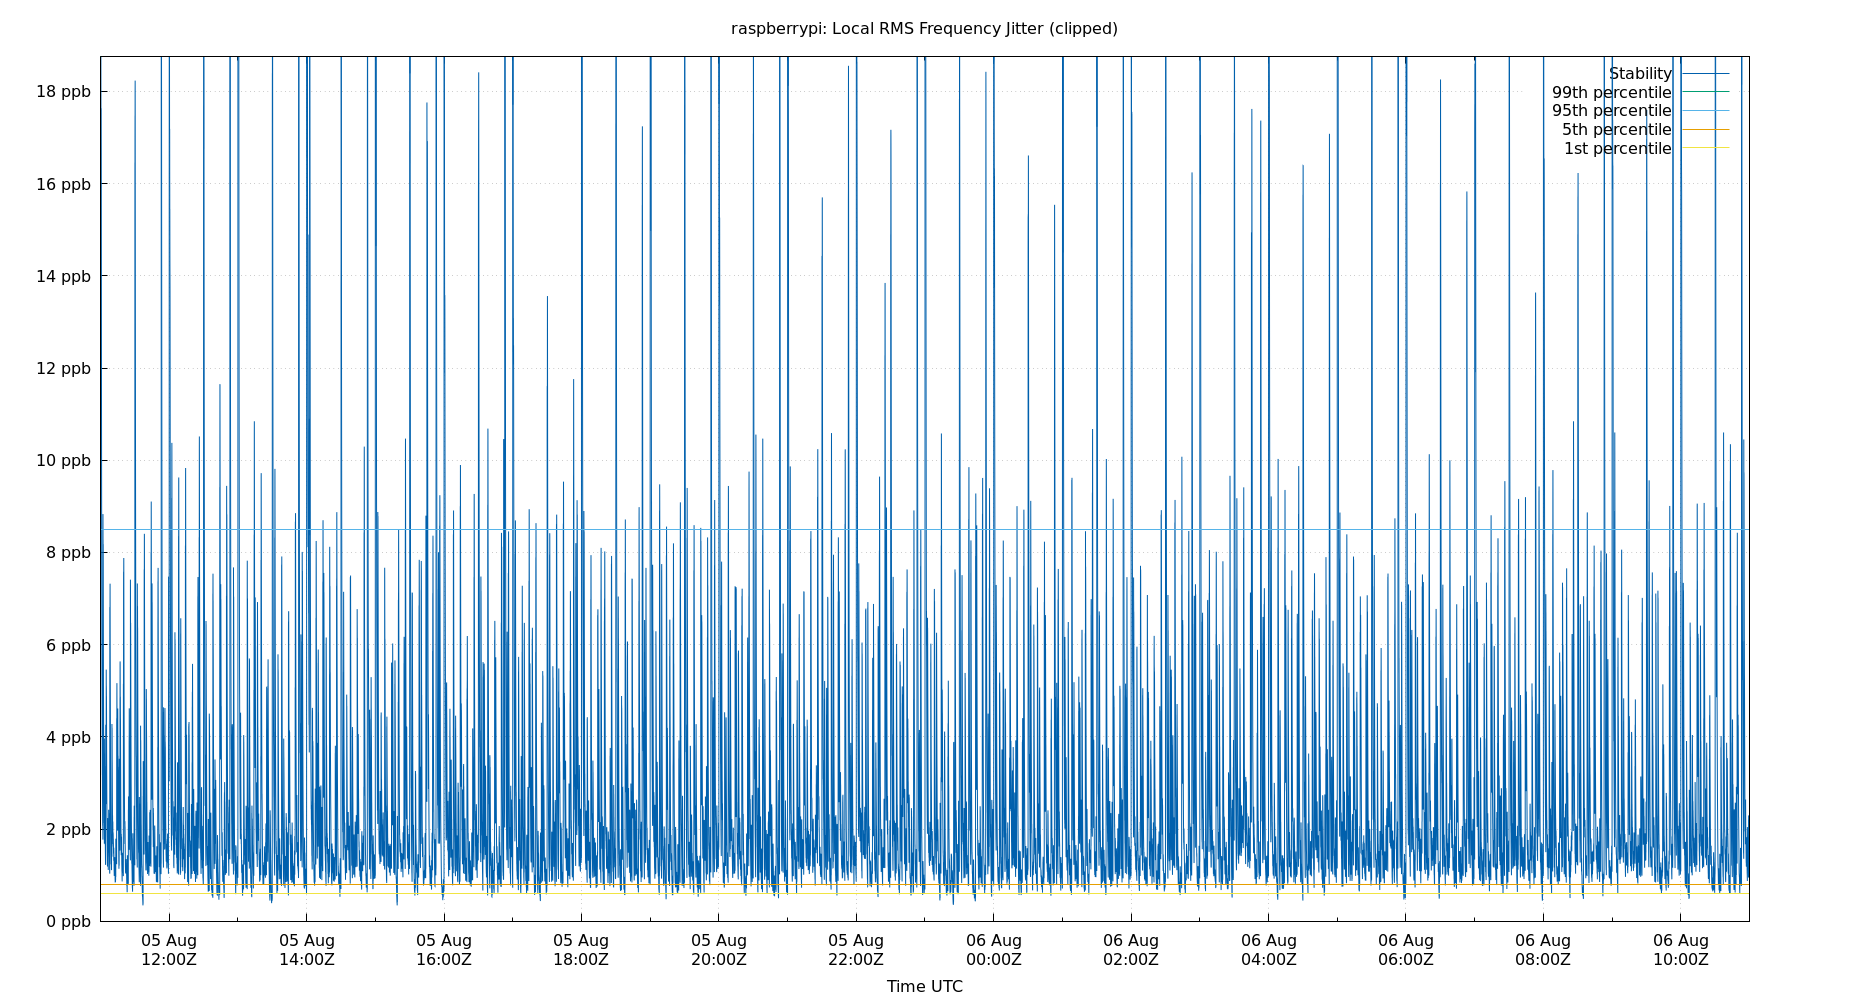 raspberrypi: Local RMS Frequency Jitter (clipped)
Stability
99th percentile
95th percentile
5th percentile
1st percentile
18 ppb
16 ppb
14 ppb
12 ppb
10 ppb
8 ppb
6 ppb
4 ppb
2 ppb
0 ppb
05 Aug 05 Aug 05 Aug 05 Aug 05 Aug 05 Aug 06 Aug 06 Aug 06 Aug 06 Aug 06 Aug 06 Aug
12:00Z 14:00Z 16:00Z 18:00Z 20:00Z 22:00Z 00:00Z 02:00Z 04:00Z 06:00Z 08:00Z 10:00Z
Time UTC